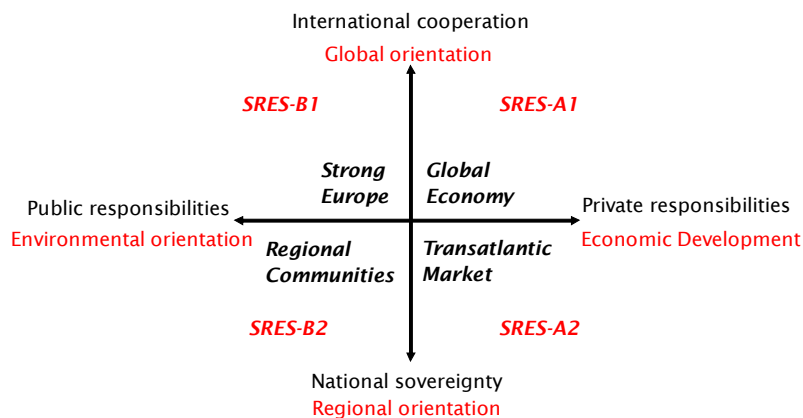 International cooperation
Global orientation
SRES-B1
SRES-A1
Strong
Europe
Global
Economy
Public responsibilities
Environmental orientation
Private responsibilities
Economic Development
Regional
Communities
Transatlantic
Market
SRES-B2
SRES-A2
National sovereignty
Regional orientation